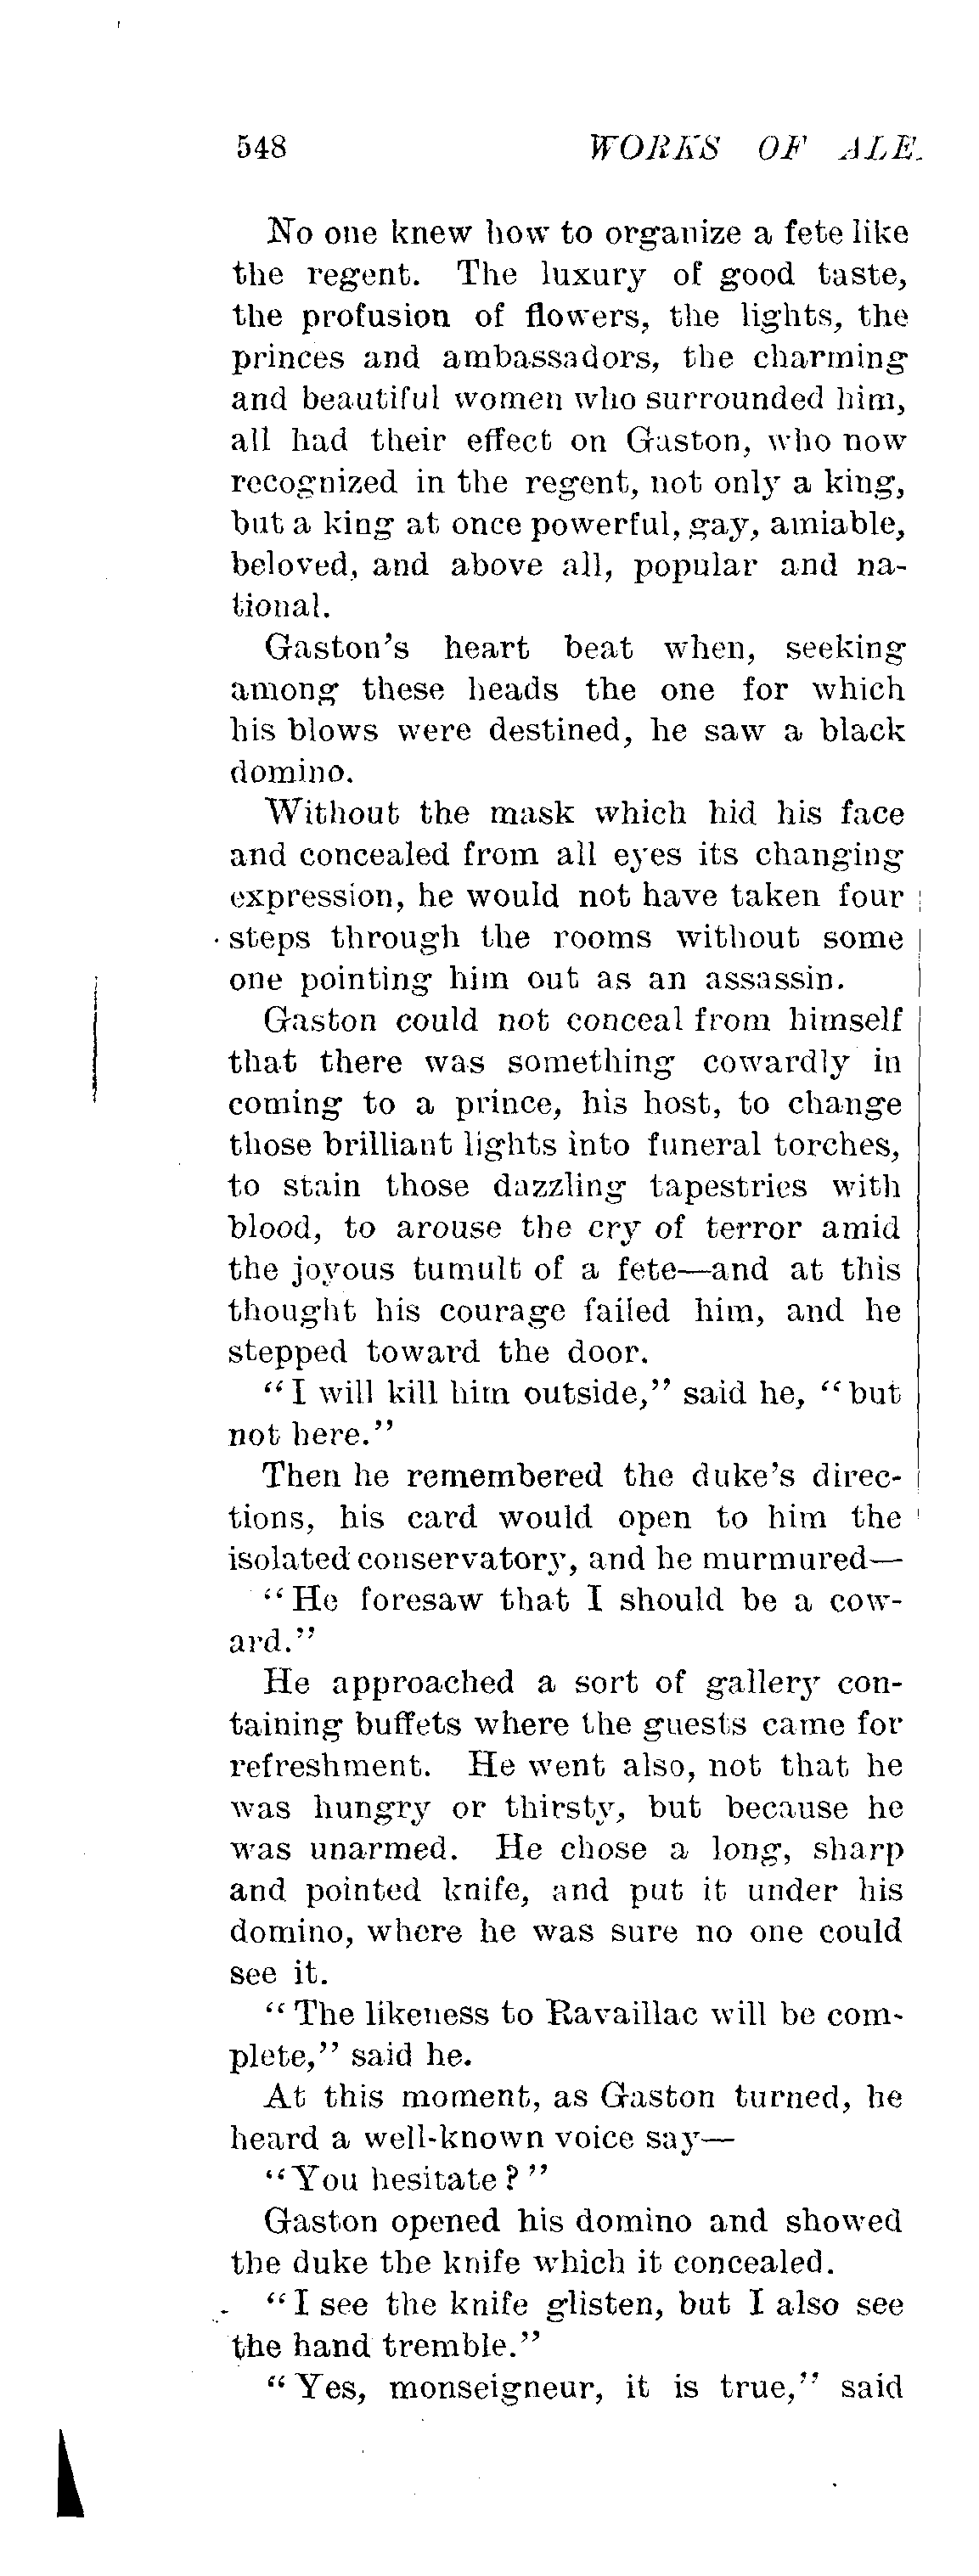 548 WORKS OF ALE
No one knew how to organize a fete like
the regent. The luxury of good taste,
the profusion of flowers, the lights, the
princes and ambassadors, the charming
and beautiful women who surrounded him,
all had their effect on Gaston, who now
recognized in the regent, not only a king,
but a king at once powerful, gay, amiable,
beloved, and above all, popular and na-
tional.
Gaston's heart beat when, seeking
among these heads the one for which
his blows were destined, he saw a black
domino.
Without the mask which hid his face
and concealed from all eyes its changing
expression, he would not have taken four
steps through the rooms without some
one pointing him out as an assassin.
Gaston could not conceal from himself
that there was something cowardly in
coming to a prince, his host, to change
those brilliant lights into funeral torches,
to stain those dazzling tapestries with
blood, to arouse the cry of terror amid
the joyous tumult of a fete—and at this
thought his courage failed him, and he
stepped toward the door.
"I will kill him outside," said he, "but
not here."
Then he remembered the duke's direc-
tions, his card would open to him the
isolated conservatory, and he murmured—
"He foresaw that I should be a cow-
ard."
He approached a sort of gallery con-
taining buffets where the guests came for
refreshment. He went also, not that he
was hungry or thirsty, but because he
was unarmed. He chose a long, sharp
and pointed knife, and put it under his
domino, where he was sure no one could
see it.
"The likeness to Ravaillac will be com-
plete," said he.
At this moment, as Gaston turned, he
heard a well-known voice say—
"You hesitate?"
Gaston opened his domino and showed
the duke the knife which it concealed.
"I see the knife glisten, but I also see
the hand tremble."
"Yes, monseigneur, it is true," said